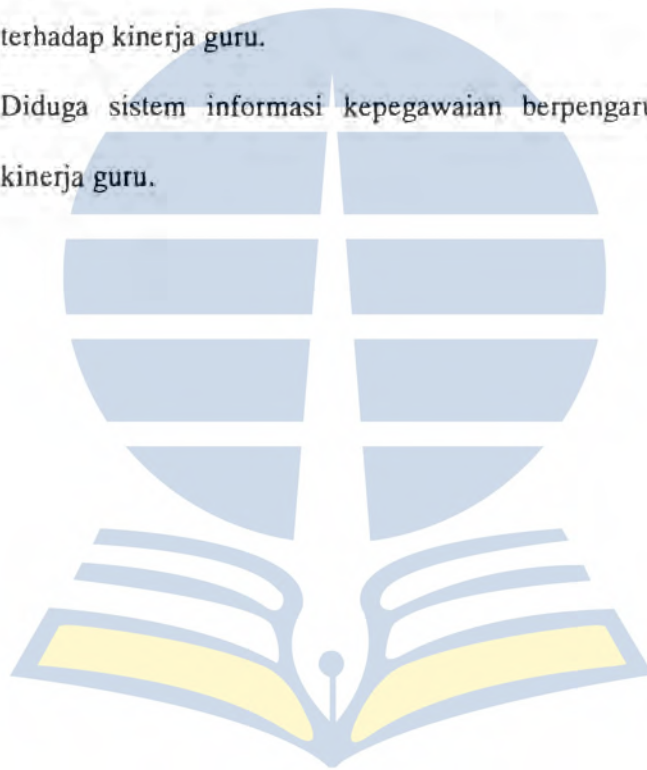 terhadap kinerja guru.
Diduga sistem informasi kepegawaian
kinerja guru.